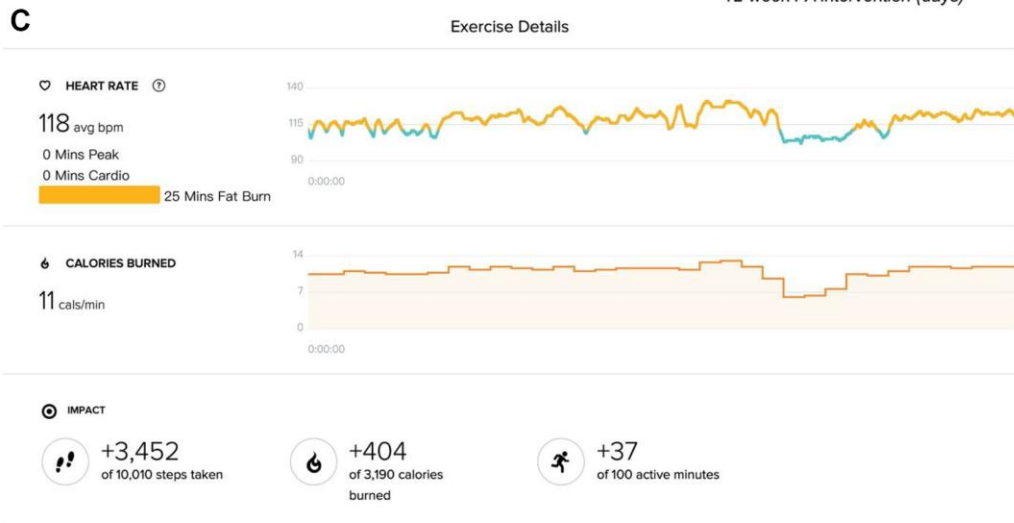 C
Exercise Details
HEART RATE ?
118 avg bpm
0 Mins Peak
0 Mins Cardio
25 Mins Fat Burn
140
115
90
0:00:00
CALORIES BURNED
11 cals/min
14
7
0
0:00:00
IMPACT
+3,452
of 10,010 steps taken
+404
of 3,190 calories
burned
+37
of 100 active minutes